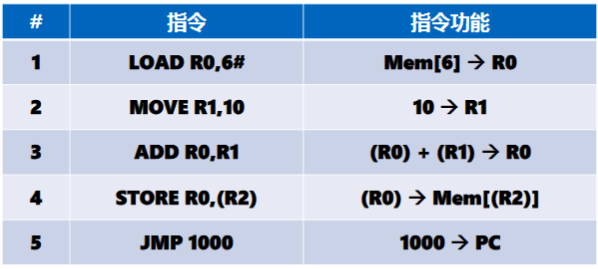 # 指令 指令功能
1 LOAD R0,6# Mem[6] → R0
2 MOVE R1,10 10 → R1
3 ADD R0,R1 (R0) + (R1) → R0
4 STORE R0,(R2) (R0) → Mem[(R2)]
5 JMP 1000 1000 → PC